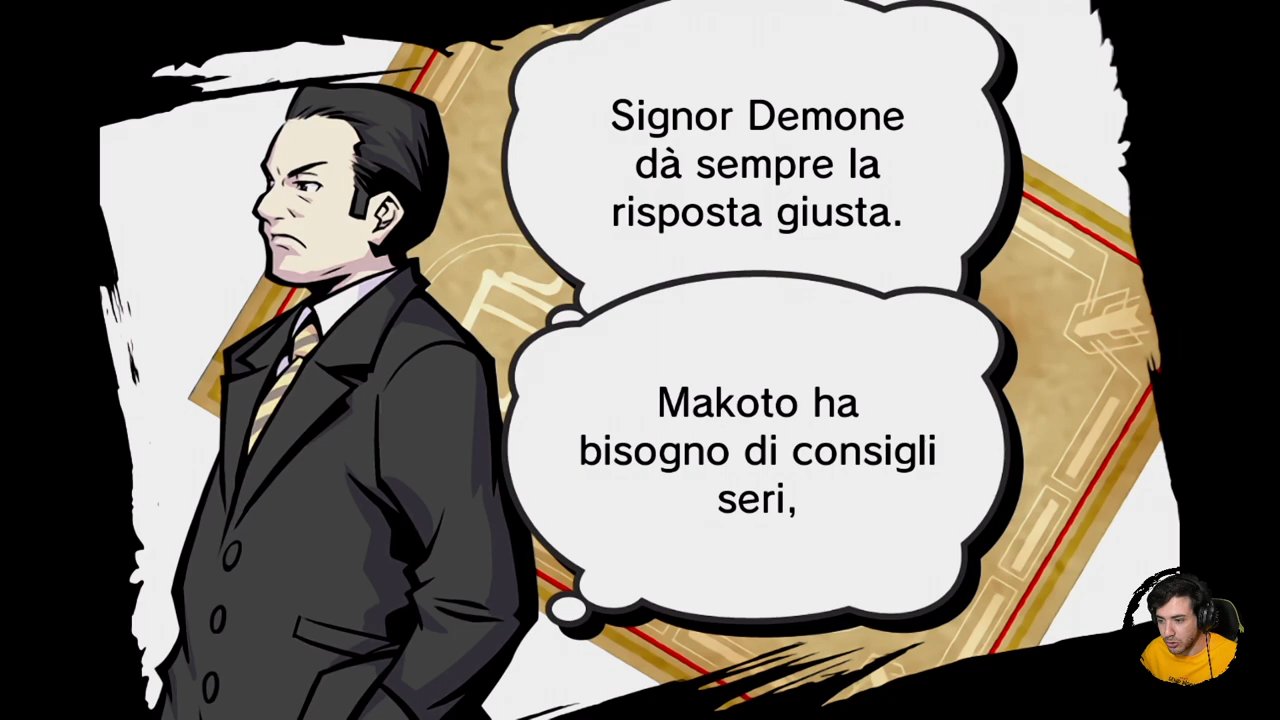 Signor Demone
dà sempre la
risposta giusta.
Makoto ha
bisogno di consigli
seri,